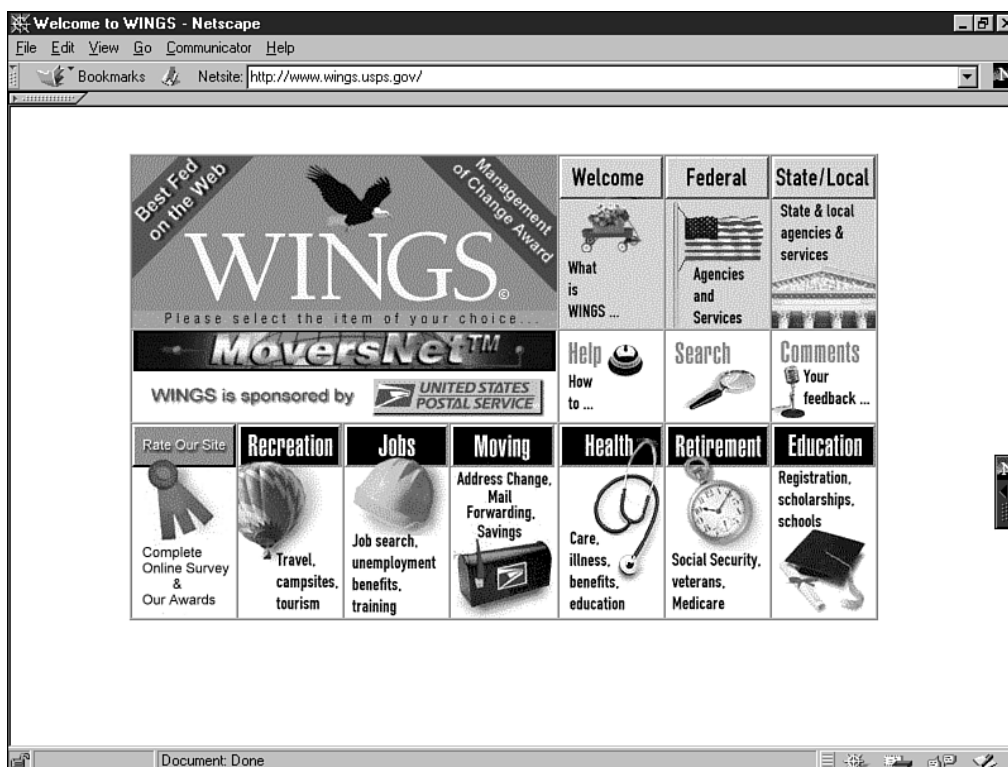 Welcome to WINGS - Netscape
File Edit View Go Communicator Help
Bookmarks Netsite: http://www.wings.usps.gov/
Best Fed
on the Web
Management
of Change Award
WINGS©
Please select the item of your choice...
Welcome
What
is
WINGS ...
Federal
Agencies
and
Services
State/Local
State & local
agencies &
services
MoversNet™
WINGS is sponsored by UNITED STATES
POSTAL SERVICE
Help
How
to ...
Search
Comments
Your
feedback ...
Rate Our Site
Complete
Online Survey
&
Our Awards
Recreation
Travel,
campsites,
tourism
Jobs
Job search,
unemployment
benefits,
training
Moving
Address Change,
Mail
Forwarding,
Savings
Health
Care,
illness,
benefits,
education
Retirement
Social Security,
veterans,
Medicare
Education
Registration,
scholarships,
schools
Document: Done